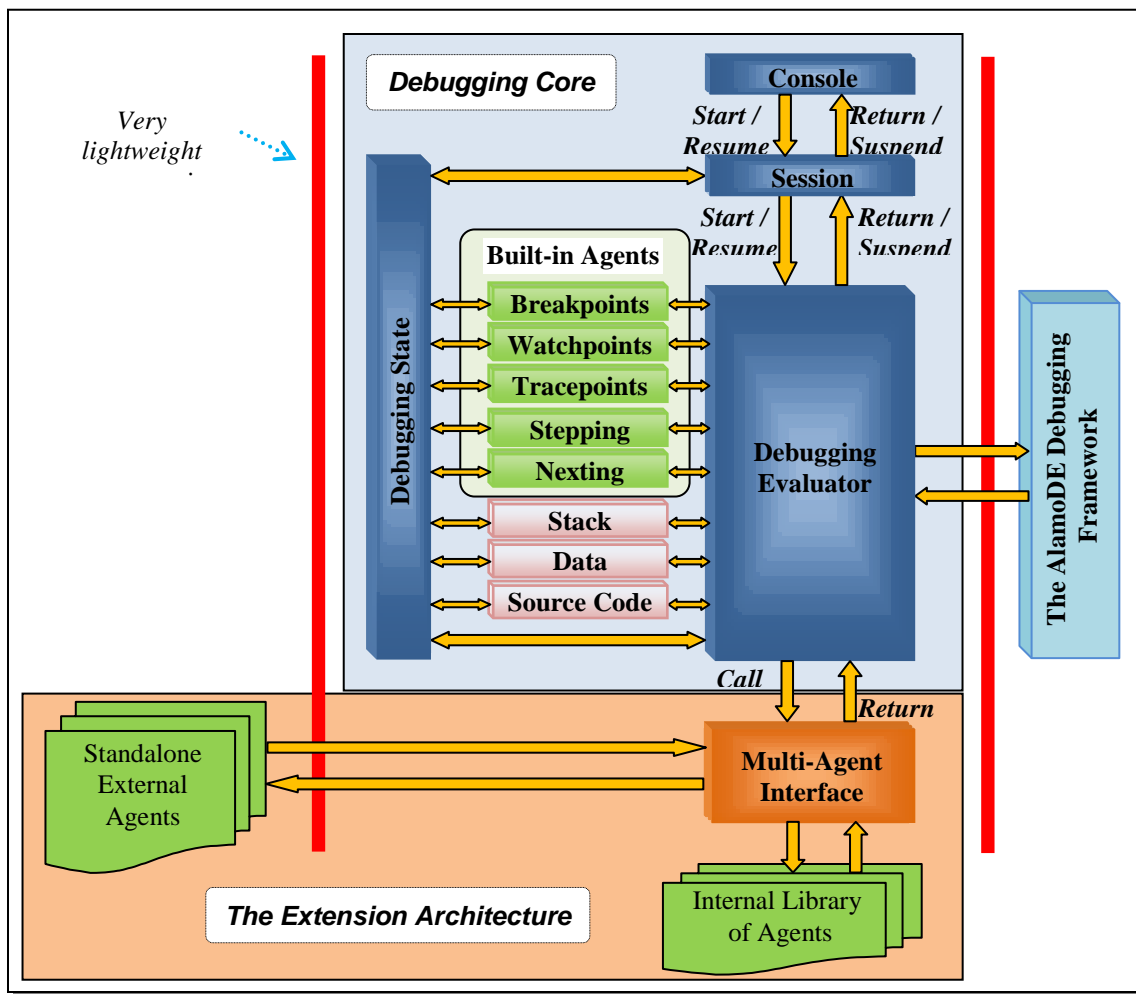 Debugging Core
Console
Very
lightweight
.
Start /
Resume
Return /
Suspend
Session
Start /
Resume
Return /
Suspend
Built-in Agents
Breakpoints
Watchpoints
Tracepoints
Stepping
Nexting
Stack
Data
Source Code
Debugging State
Debugging
Evaluator
The AlamoDE Debugging
Framework
Call
Return
Standalone
External
Agents
Multi-Agent
Interface
The Extension Architecture
Internal Library
of Agents